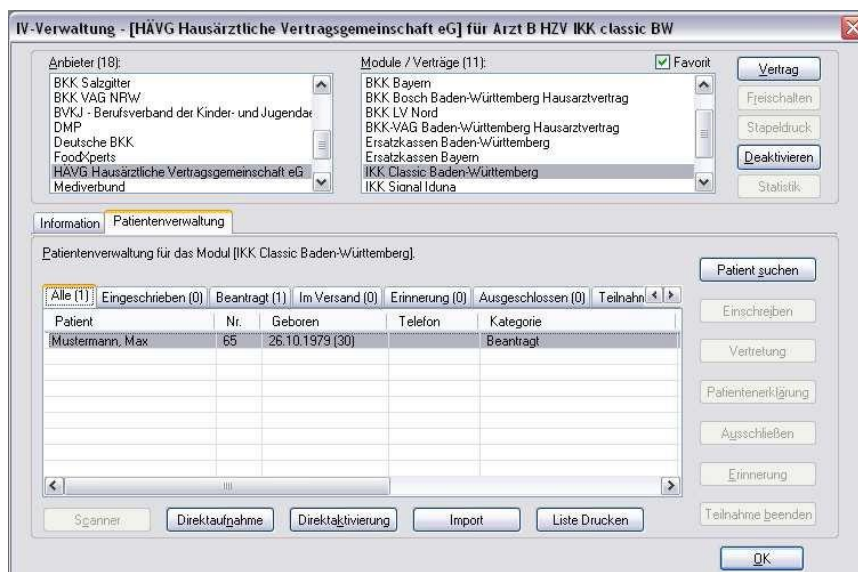 IV-Verwaltung - [HÄVG Hausärztliche Vertragsgemeinschaft eG] für Arzt B HZV IKK classic BW
Anbieter (18):
BKK Salzgitter
BKK VAG NRW
BVKJ - Berufsverband der Kinder- und Jugendae
DMP
Deutsche BKK
FoodXperts
HÄVG Hausärztliche Vertragsgemeinschaft eG
Mediverbund
Module / Verträge (11):
Favorit
BKK Bayern
BKK Bosch Baden-Württemberg Hausarztvertrag
BKK LV Nord
BKK-VAG Baden-Württemberg Hausarztvertrag
Ersatzkassen Baden-Württemberg
Ersatzkassen Bayern
IKK Classic Baden-Württemberg
IKK Signal Iduna
Vertrag
Freischalten
Stapeldruck
Deaktivieren
Statistik
Information Patientenverwaltung
Patientenverwaltung für das Modul [IKK Classic Baden-Württemberg].
Alle (1) Eingeschrieben (0) Beantragt (1) Im Versand (0) Erinnerung (0) Ausgeschlossen (0) Teilnahm
Patient Nr. Geboren Telefon Kategorie
Mustermann, Max 65 26.10.1979 (30) Beantragt
Patient suchen
Einschreiben
Vertretung
Patientenerklärung
Ausschließen
Erinnerung
Teilnahme beenden
Scanner Direktaufnahme Direktaktivierung Import Liste Drucken
OK